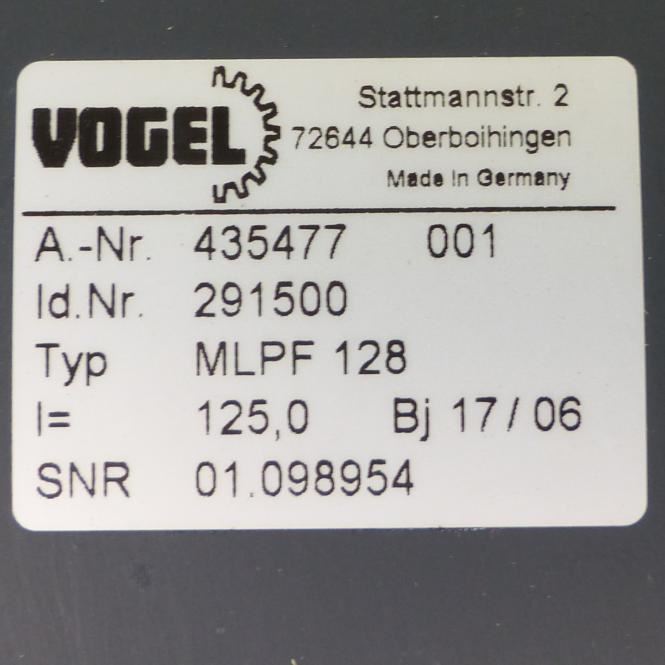 VOGEL
Stattmannstr. 2
72644 Oberboihingen
Made in Germany
A.-Nr. 435477 001
Id.Nr. 291500
Typ MLPF 128
I= 125,0 Bj 17/06
SNR 01.098954